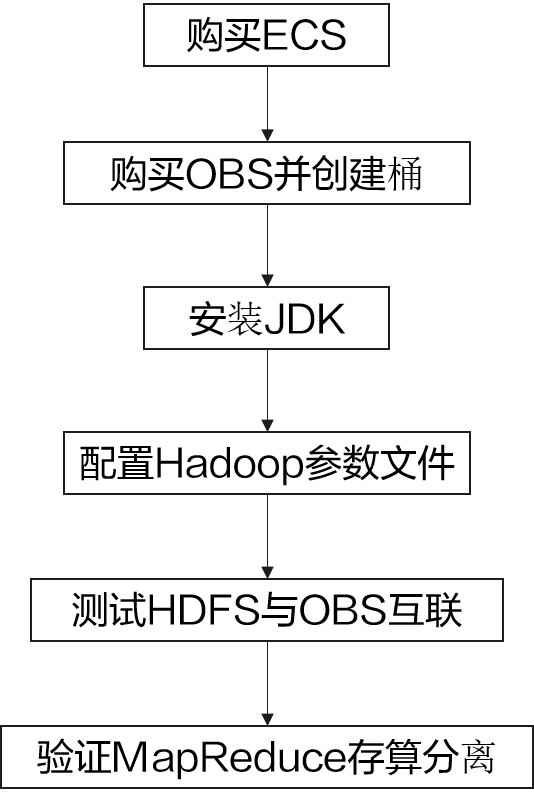 购买ECS
购买OBS并创建桶
安装JDK
配置Hadoop参数文件
测试HDFS与OBS互联
验证MapReduce存算分离